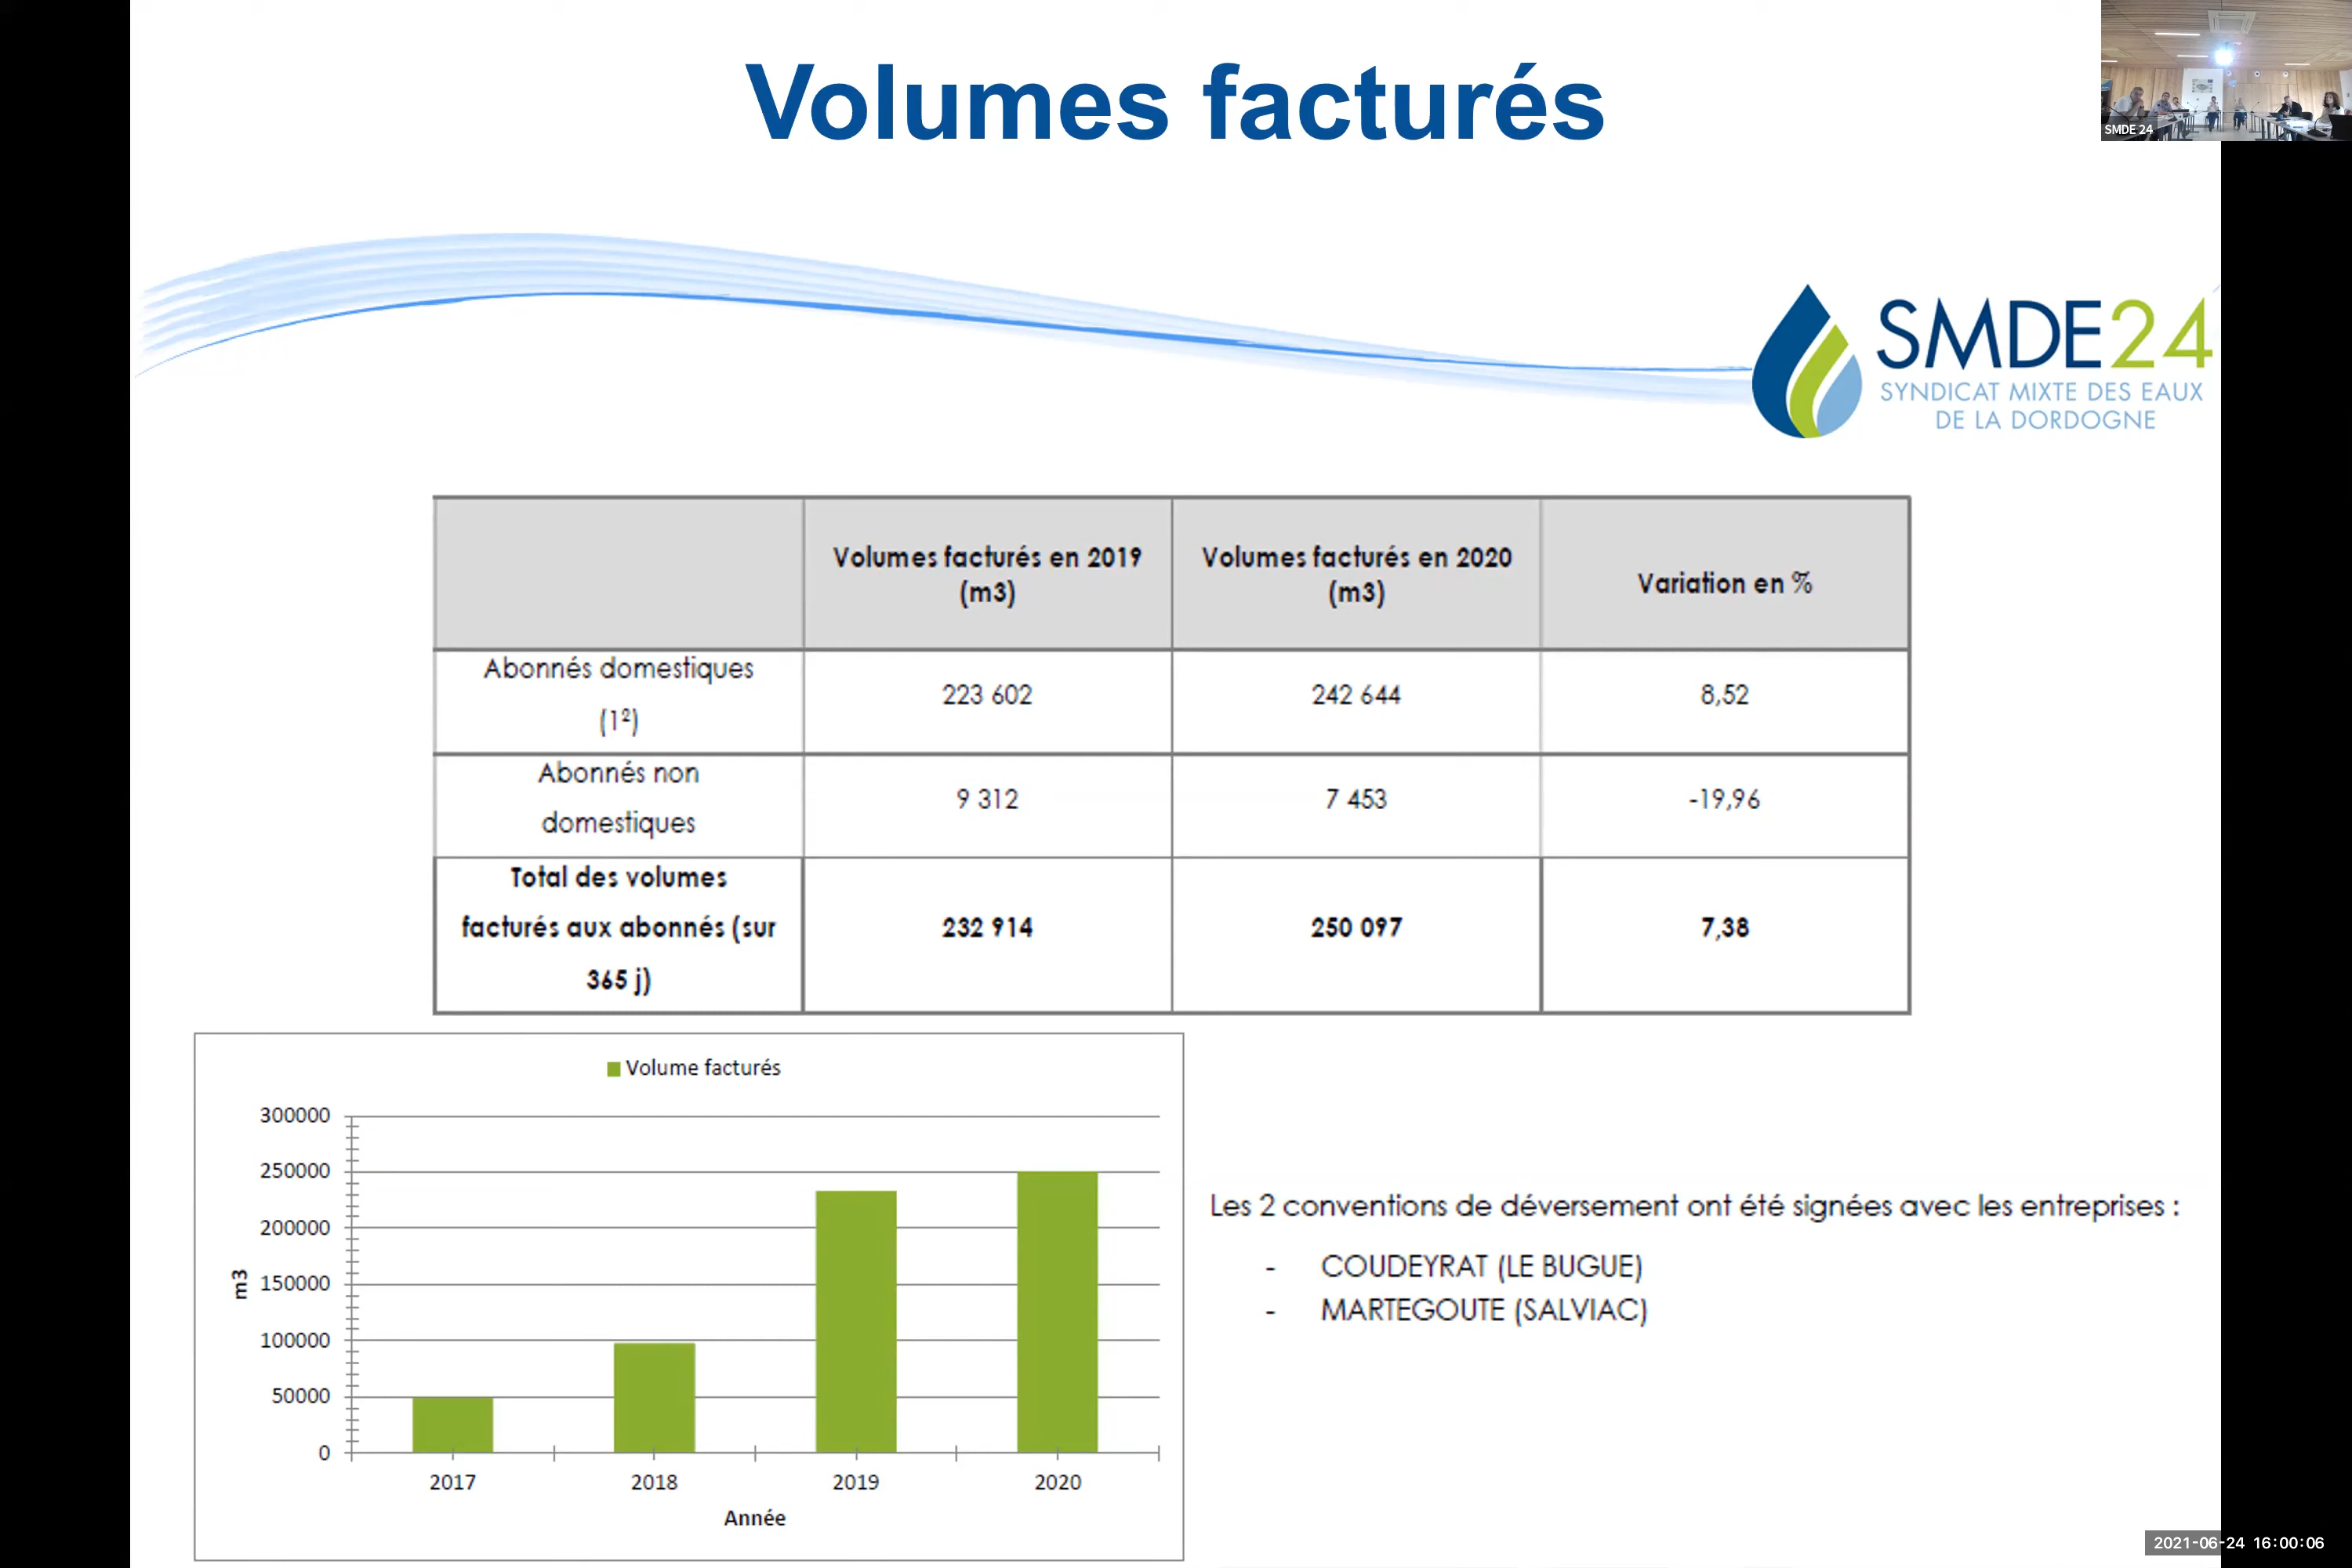 Volumes facturés
SMDE 24
SMDE24
SYNDICAT MIXTE DES EAUX
DE LA DORDOGNE
Volumes facturés en 2019
(m3)
Volumes facturés en 2020
(m3)
Variation en %
Abonnés domestiques
(1²)
223 602
242 644
8,52
Abonnés non
domestiques
9 312
7 453
-19,96
Total des volumes
facturés aux abonnés (sur
365 j)
232 914
250 097
7,38
Volume facturés
300000
250000
200000
150000
100000
50000
0
m3
2017
2018
2019
2020
Année
Les 2 conventions de déversement ont été signées avec les entreprises :
- COUDEYRAT (LE BUGUE)
- MARTEGOUTE (SALVIAC)
2021-06-24 16:00:06